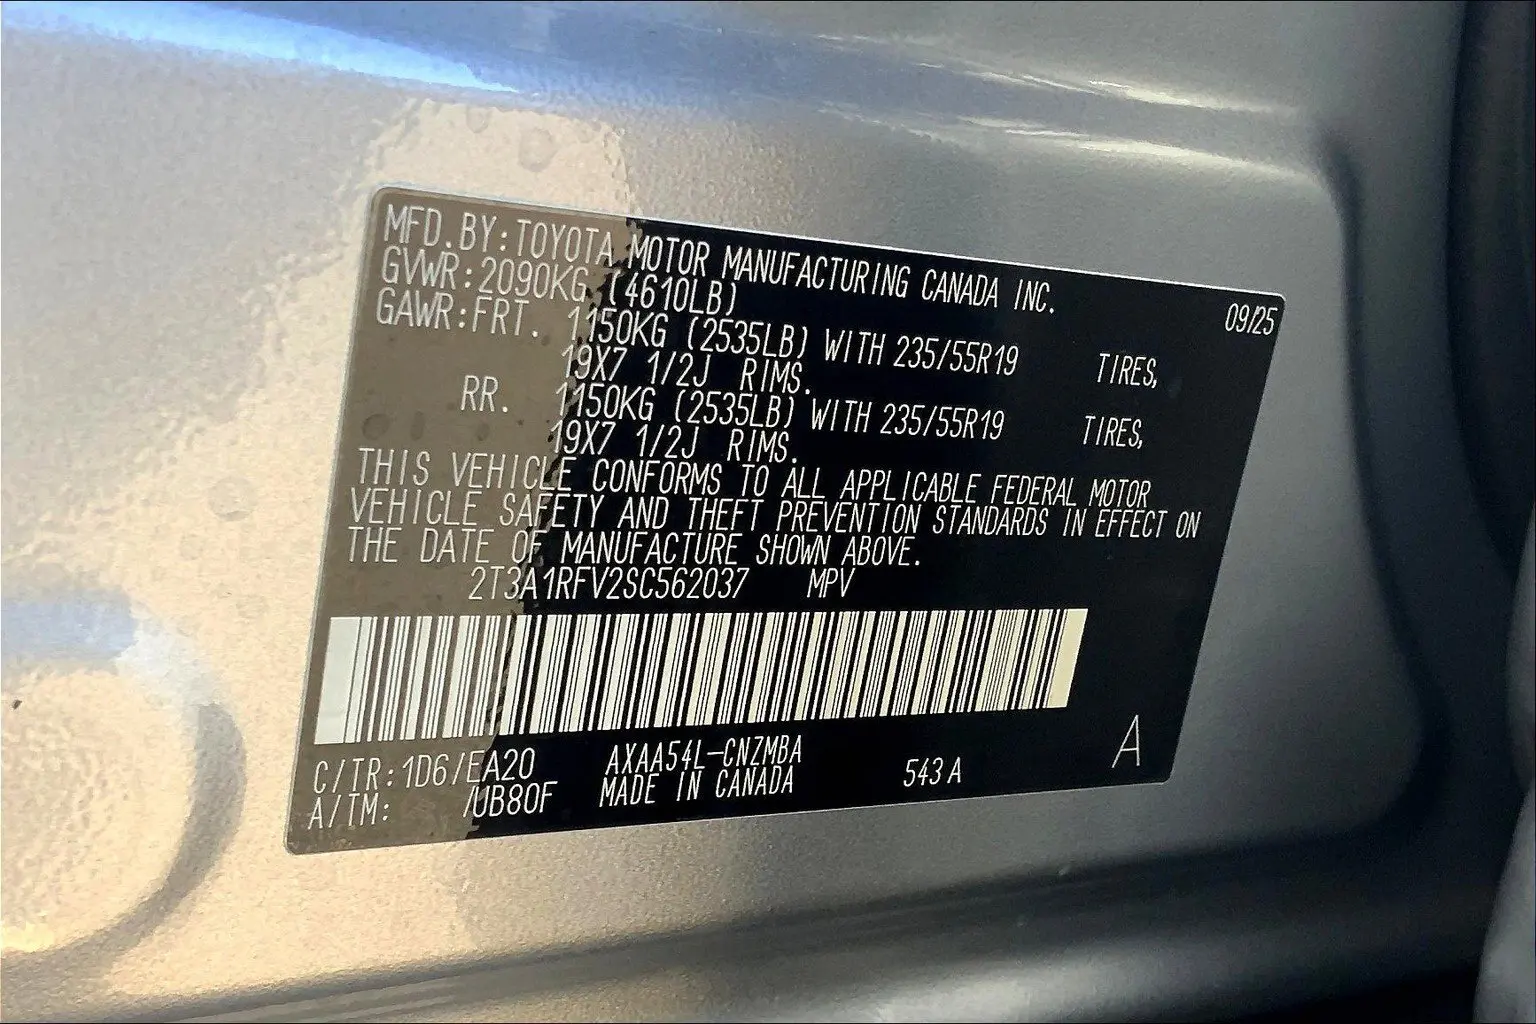 MFD.BY:TOYOTA MOTOR MANUFACTURING CANADA INC.
GVWR:2090KG (4610LB) 09/25
GAWR:FRT. 1150KG (2535LB) WITH 235/55R19 TIRES,
19X7 1/2J RIMS.
RR. 1150KG (2535LB) WITH 235/55R19 TIRES,
19X7 1/2J RIMS.
THIS VEHICLE CONFORMS TO ALL APPLICABLE FEDERAL MOTOR
VEHICLE SAFETY AND THEFT PREVENTION STANDARDS IN EFFECT ON
THE DATE OF MANUFACTURE SHOWN ABOVE.
2T3A1RFV2SC562037 MPV
C/TR:1D6/EA20 AXAA54L-CNZMBA 543 A A
A/TM: /UB80F MADE IN CANADA